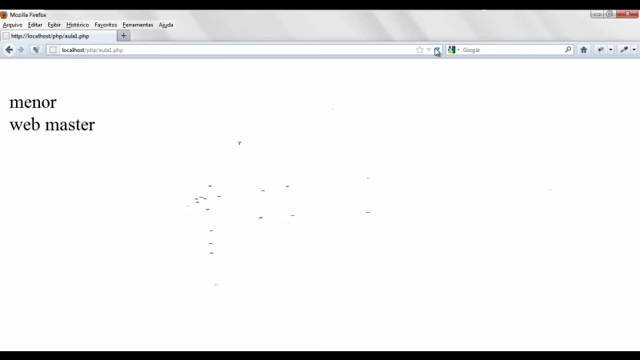 Mozilla Firefox
Arquivo Editar Exibir Histórico Favoritos Ferramentas Ajuda
http://localhost/php/aula1.php
localhost/php/aula1.php
Google
menor
web master